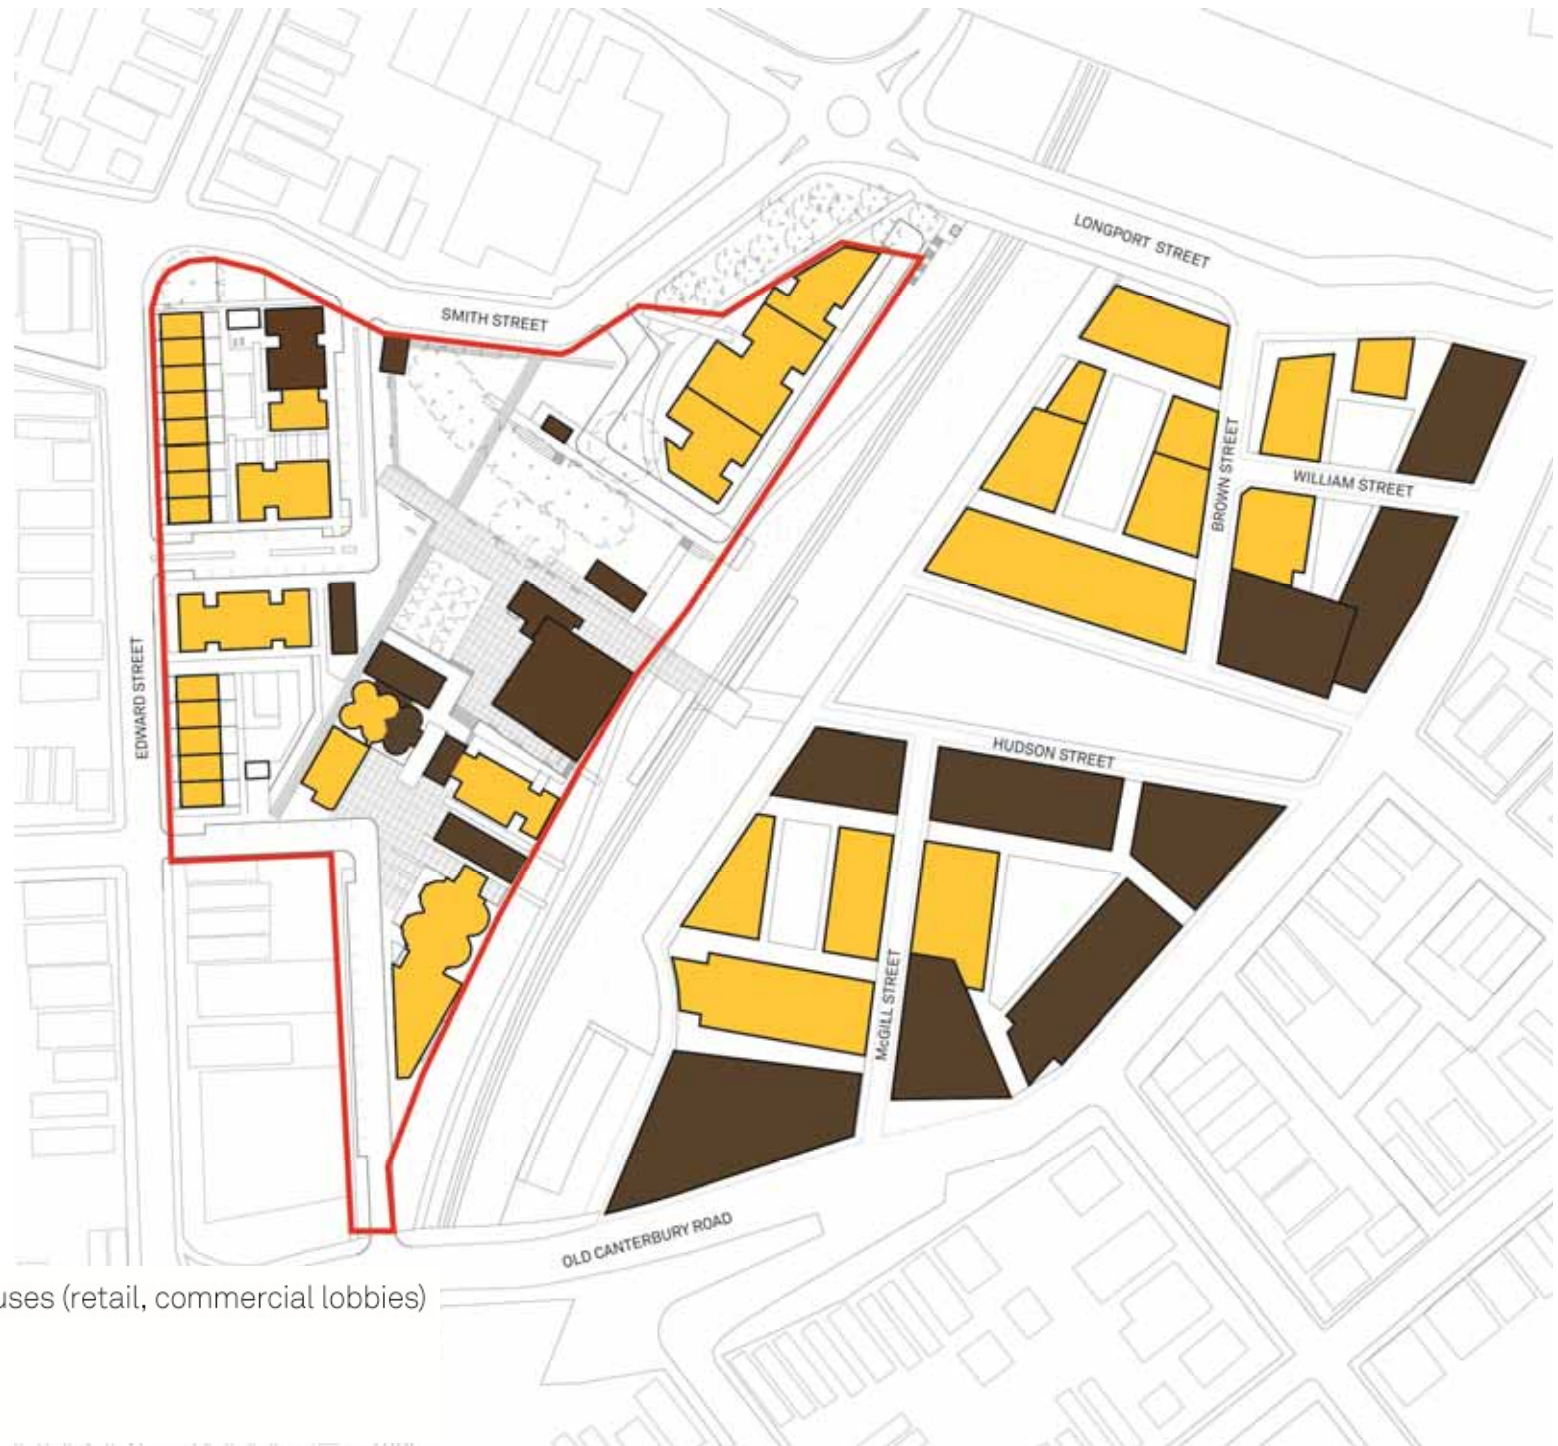 LONGPORT STREET
SMITH STREET
BROWN STREET
WILLIAM STREET
EDWARD STREET
HUDSON STREET
McGILL STREET
OLD CANTERBURY ROAD
uses (retail, commercial lobbies)